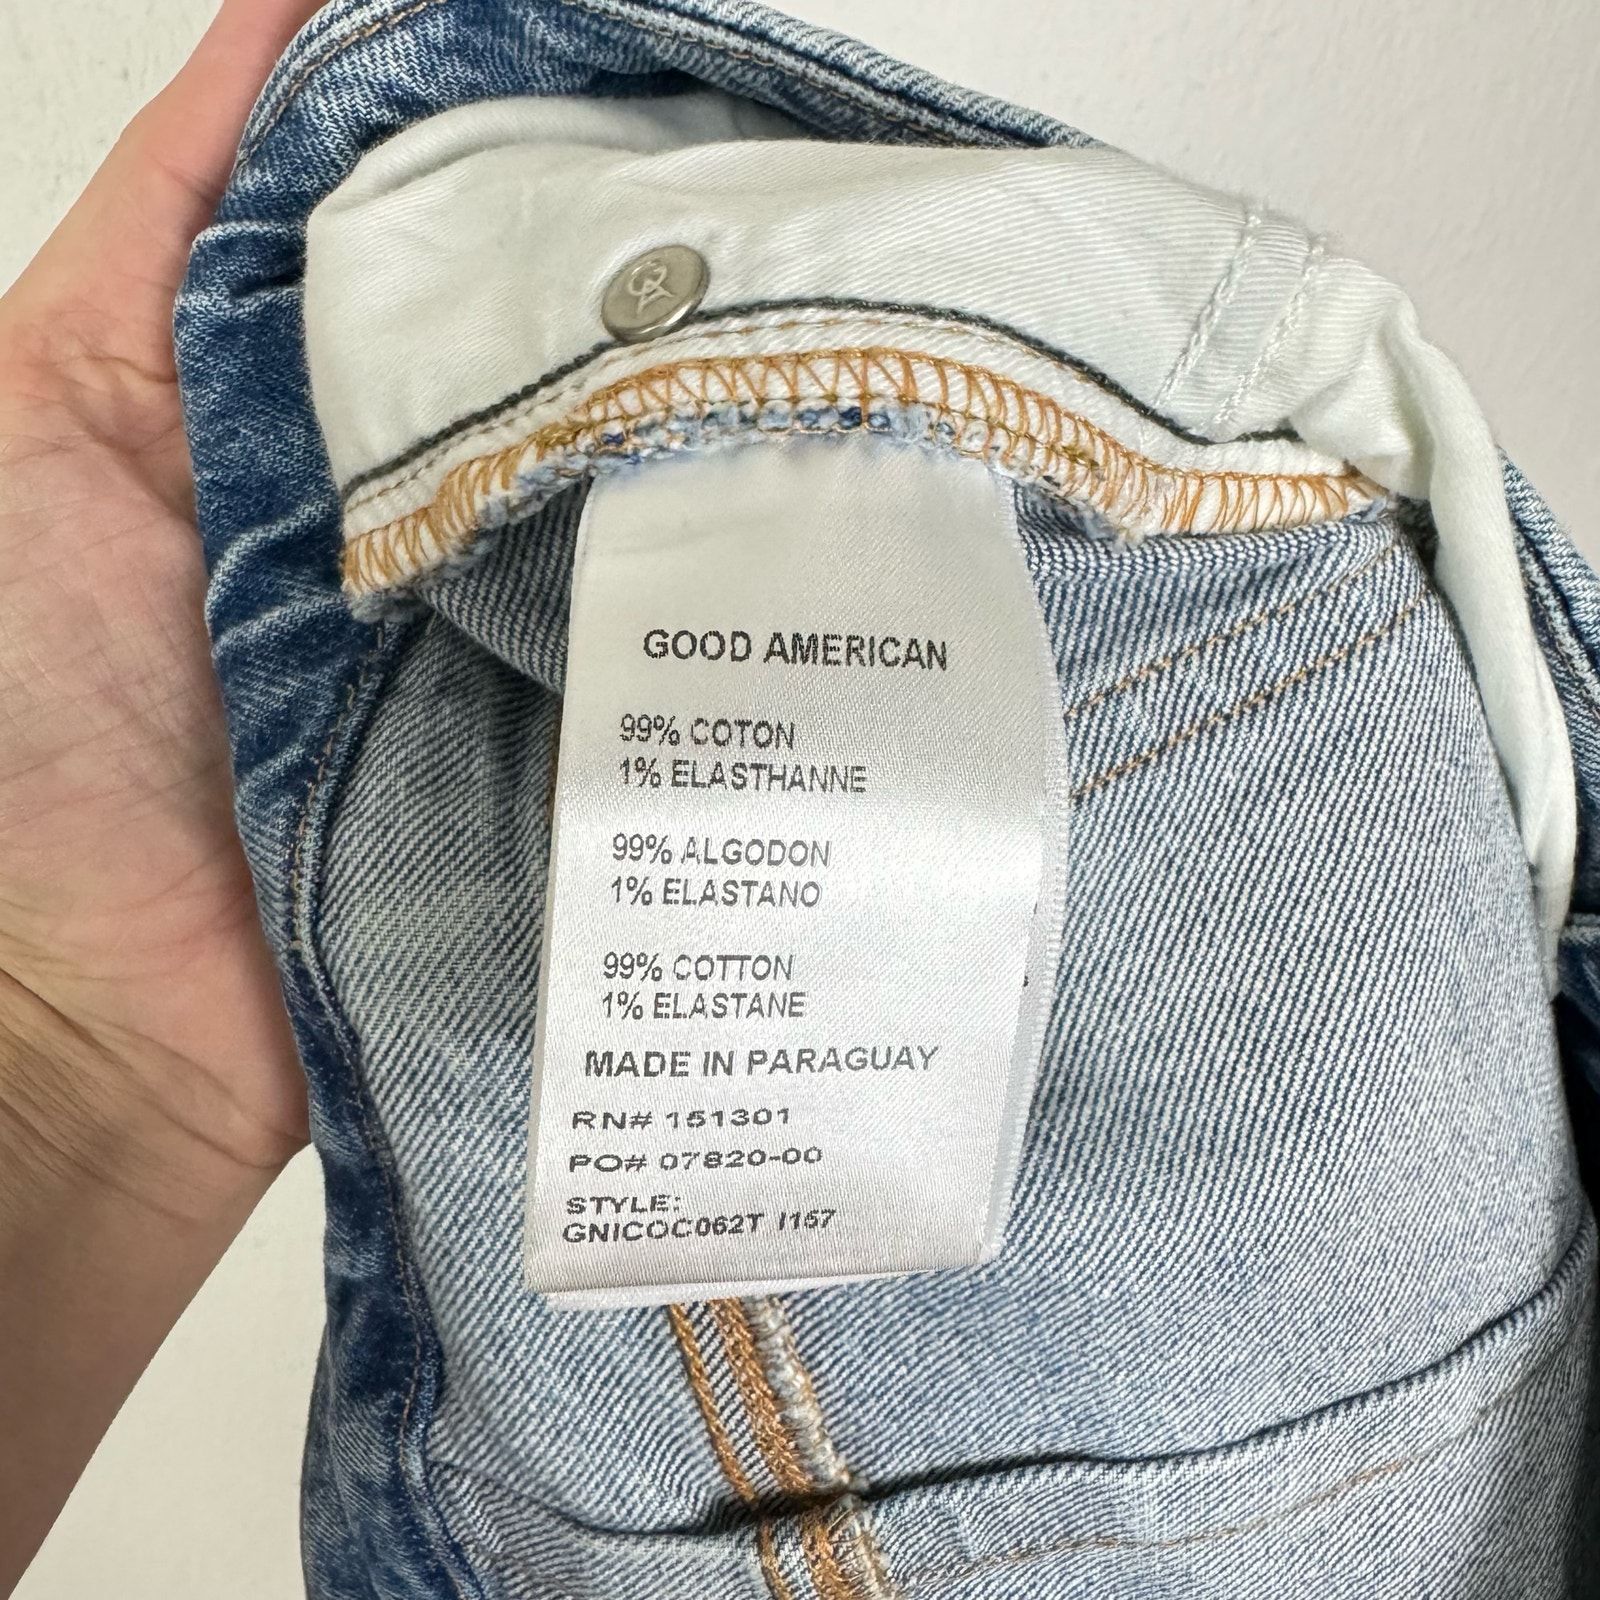 GOOD AMERICAN
99% COTON
1% ELASTHANNE
99% ALGODON
1% ELASTANO
99% COTTON
1% ELASTANE
MADE IN PARAGUAY
RN# 151301
PO# 07820-00
STYLE:
GNICOC062T I157